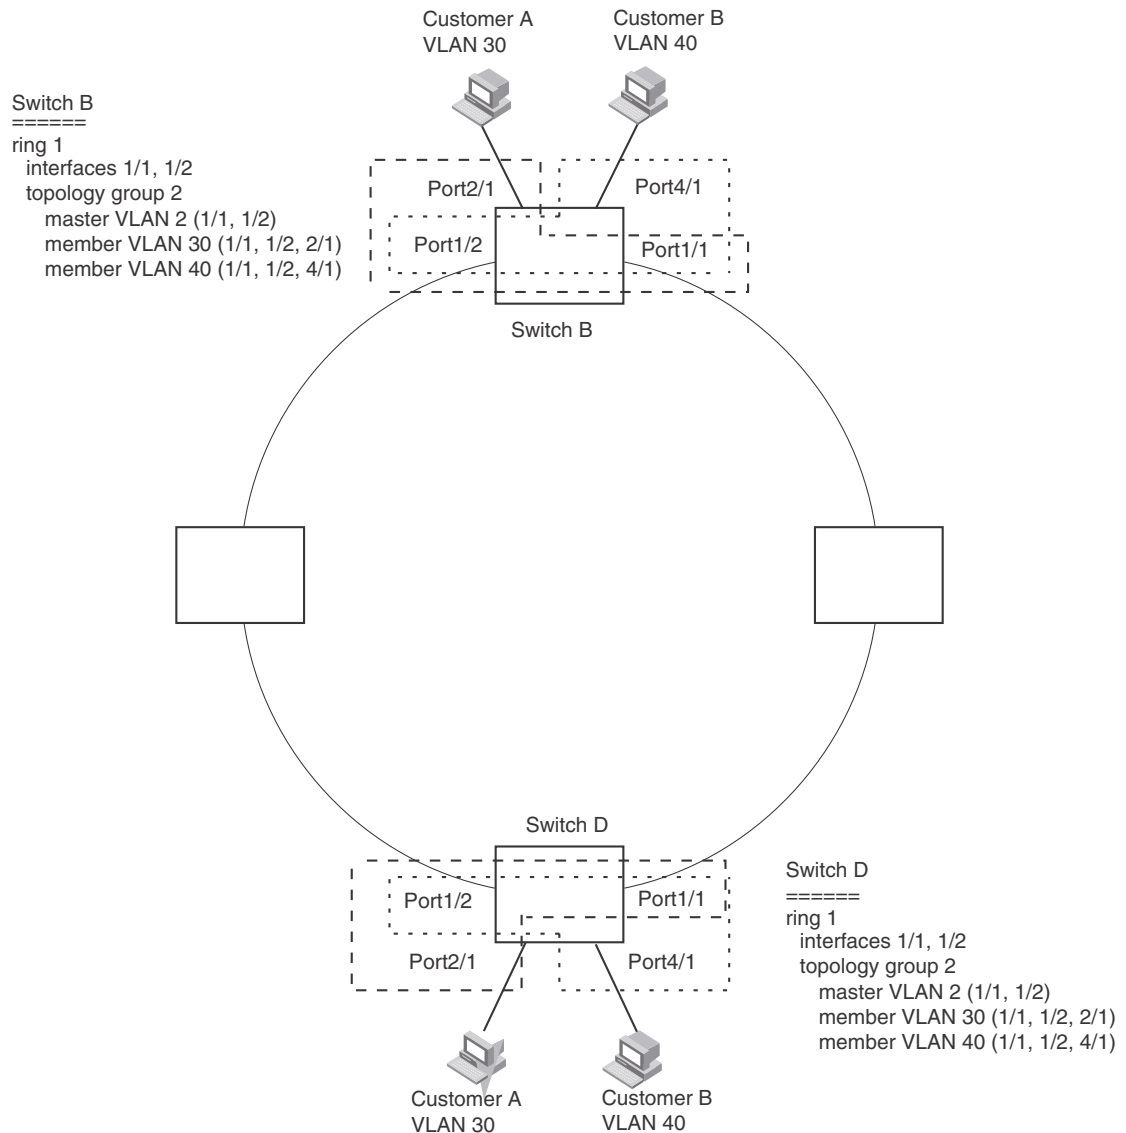 Customer A
VLAN 30
Customer B
VLAN 40
Switch B
======
ring 1
interfaces 1/1, 1/2
topology group 2
master VLAN 2 (1/1, 1/2)
member VLAN 30 (1/1, 1/2, 2/1)
member VLAN 40 (1/1, 1/2, 4/1)
Port2/1
Port4/1
Port1/2
Port1/1
Switch B
Switch D
Port1/2
Port1/1
Port2/1
Port4/1
Switch D
======
ring 1
interfaces 1/1, 1/2
topology group 2
master VLAN 2 (1/1, 1/2)
member VLAN 30 (1/1, 1/2, 2/1)
member VLAN 40 (1/1, 1/2, 4/1)
Customer A
VLAN 30
Customer B
VLAN 40